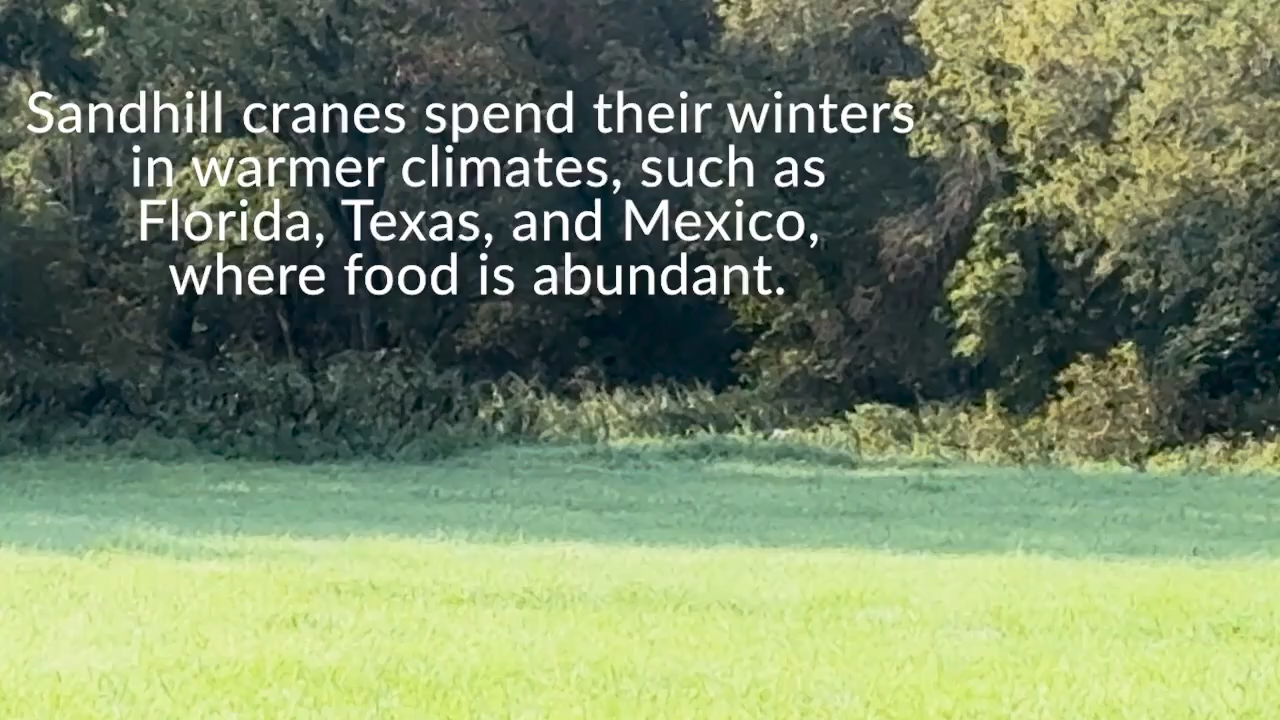 Sandhill cranes spend their winters
in warmer climates, such as
Florida, Texas, and Mexico,
where food is abundant.